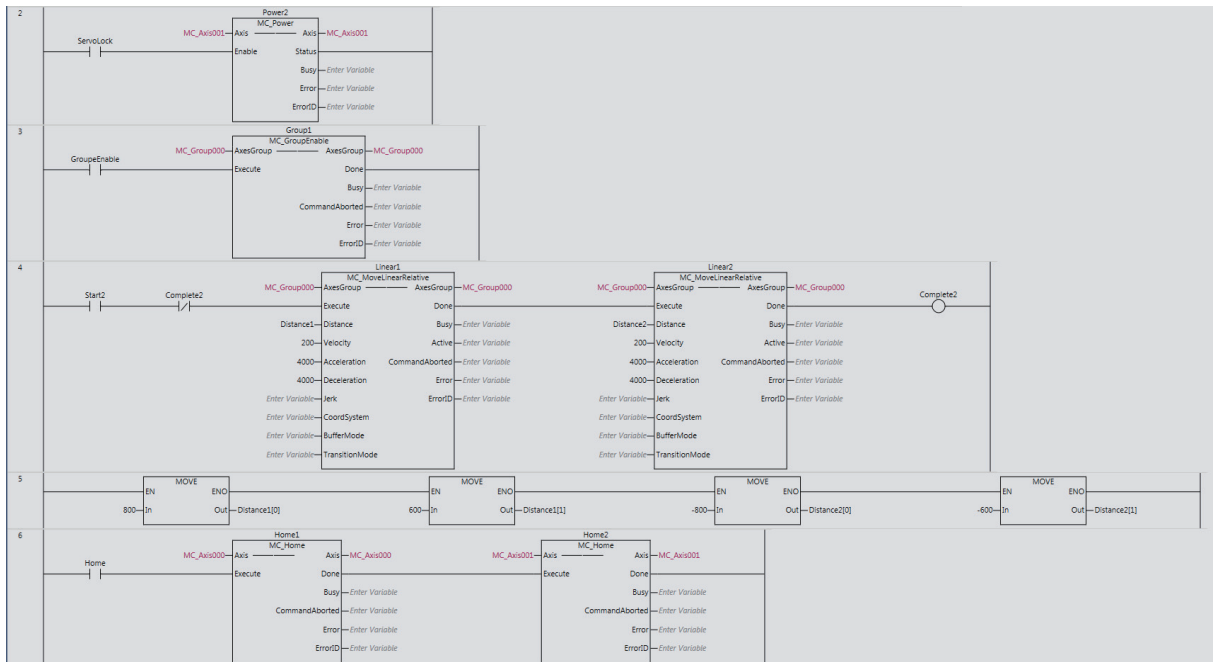 2
Power2
MC_Power
MC_Axis001 Axis Axis MC_Axis001
ServoLock
Enable Status
Busy Enter Variable
Error Enter Variable
ErrorID Enter Variable
3
Group1
MC_GroupEnable
MC_Group000 AxesGroup AxesGroup MC_Group000
GroupeEnable
Execute Done
Busy Enter Variable
CommandAborted Enter Variable
Error Enter Variable
ErrorID Enter Variable
4
Linear1 Linear2
MC_MoveLinearRelative MC_MoveLinearRelative
MC_Group000 AxesGroup AxesGroup MC_Group000 MC_Group000 AxesGroup AxesGroup MC_Group000
Start2 Complete2 Complete2
Execute Done Execute Done
Distance1 Distance Busy Enter Variable Distance2 Distance Busy Enter Variable
200 Velocity Active Enter Variable 200 Velocity Active Enter Variable
4000 Acceleration CommandAborted Enter Variable 4000 Acceleration CommandAborted Enter Variable
4000 Deceleration Error Enter Variable 4000 Deceleration Error Enter Variable
Enter Variable Jerk ErrorID Enter Variable Enter Variable Jerk ErrorID Enter Variable
Enter Variable CoordSystem Enter Variable CoordSystem
Enter Variable BufferMode Enter Variable BufferMode
Enter Variable TransitionMode Enter Variable TransitionMode
5
MOVE MOVE MOVE MOVE
EN ENO EN ENO EN ENO EN ENO
800 In Out Distance1[0] 600 In Out Distance1[1] -800 In Out Distance2[0] -600 In Out Distance2[1]
6
Home1 Home2
MC_Home MC_Home
MC_Axis000 Axis Axis MC_Axis000 MC_Axis001 Axis Axis MC_Axis001
Home
Execute Done Execute Done
Busy Enter Variable Busy Enter Variable
CommandAborted Enter Variable CommandAborted Enter Variable
Error Enter Variable Error Enter Variable
ErrorID Enter Variable ErrorID Enter Variable